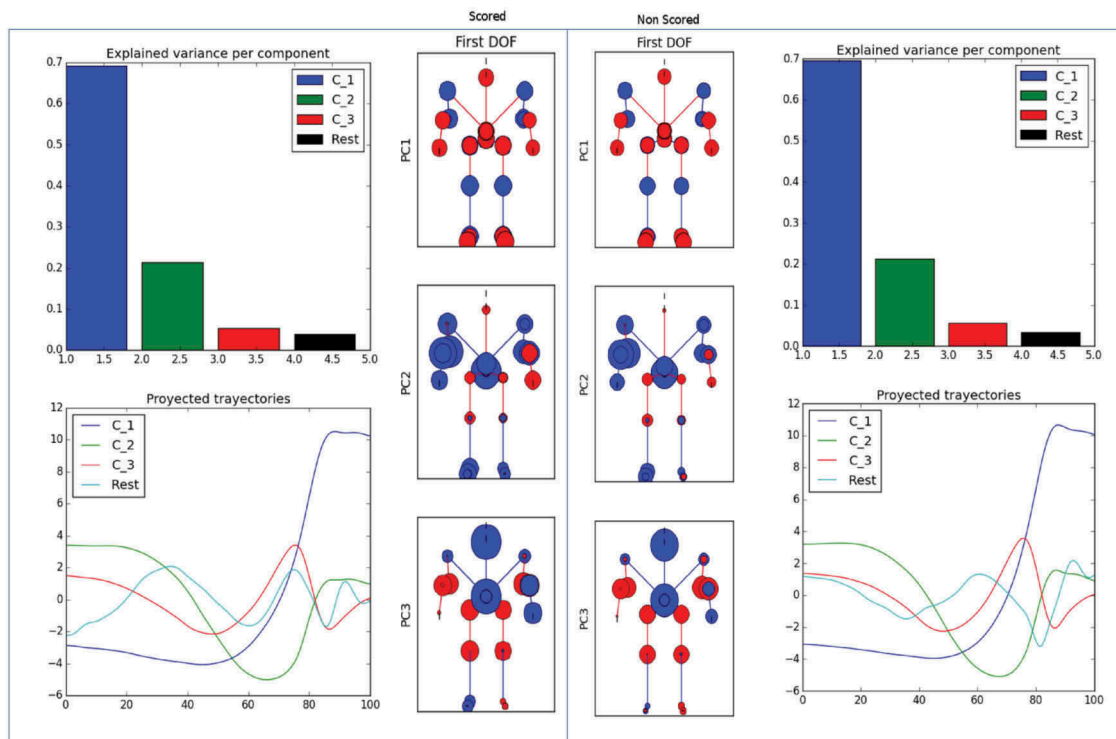 Scored
Non Scored
Explained variance per component
0.7
0.6
0.5
0.4
0.3
0.2
0.1
0.0
1.0 1.5 2.0 2.5 3.0 3.5 4.0 4.5 5.0
C_1
C_2
C_3
Rest
Proyected trajectories
12
10
8
6
4
2
0
−2
−4
−6
0 20 40 60 80 100
C_1
C_2
C_3
Rest
First DOF
PC1
PC2
PC3
First DOF
PC1
PC2
PC3
Explained variance per component
0.7
0.6
0.5
0.4
0.3
0.2
0.1
0.0
1.0 1.5 2.0 2.5 3.0 3.5 4.0 4.5 5.0
C_1
C_2
C_3
Rest
Proyected trajectories
12
10
8
6
4
2
0
−2
−4
−6
0 20 40 60 80 100
C_1
C_2
C_3
Rest